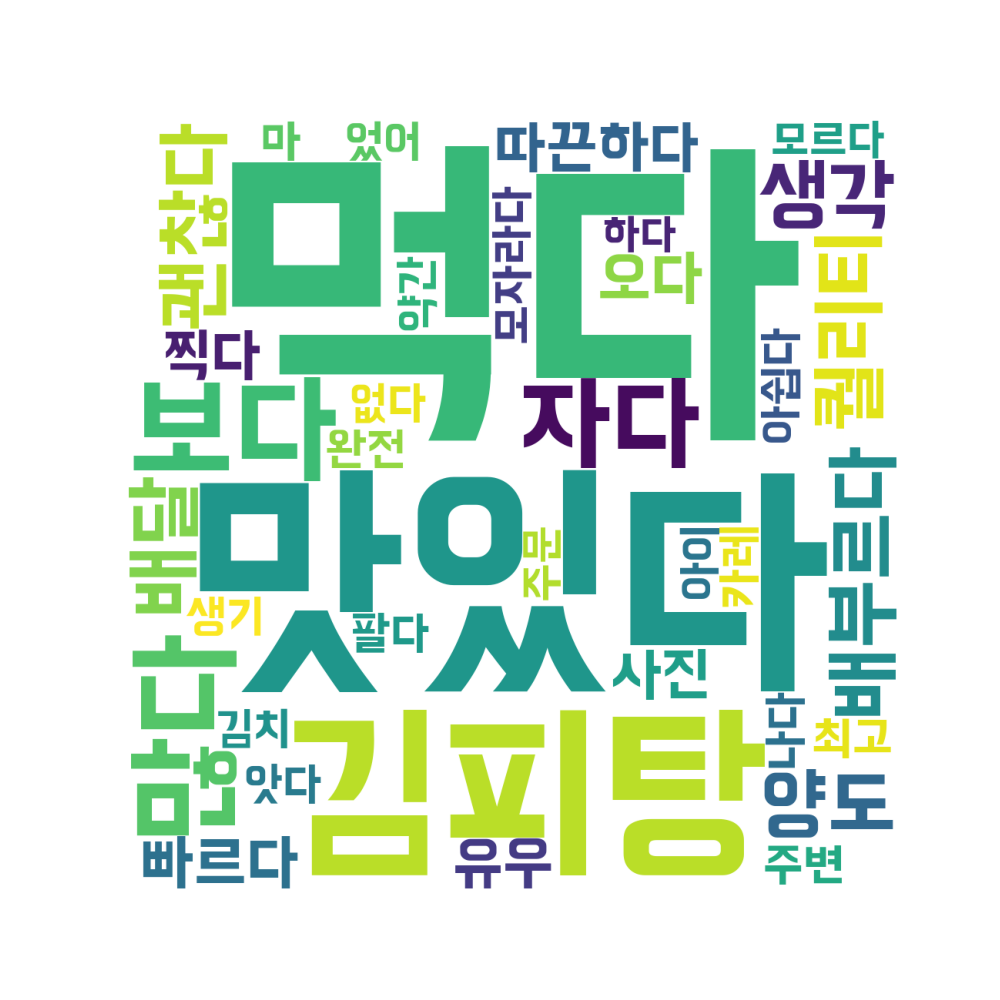 마 었어 따끈하다 모르다
괜찮다 먹다 모자라다 하다 생각
약간 오다 퀄리티
찍다 아쉽다
보다 없다 자다
완전
배달 맛있다 주문 아이 카레 배부르다
생기 팔다 사진
많다 김치 김피탕 나다 최고
앗다 양도
빠르다 유우 주변